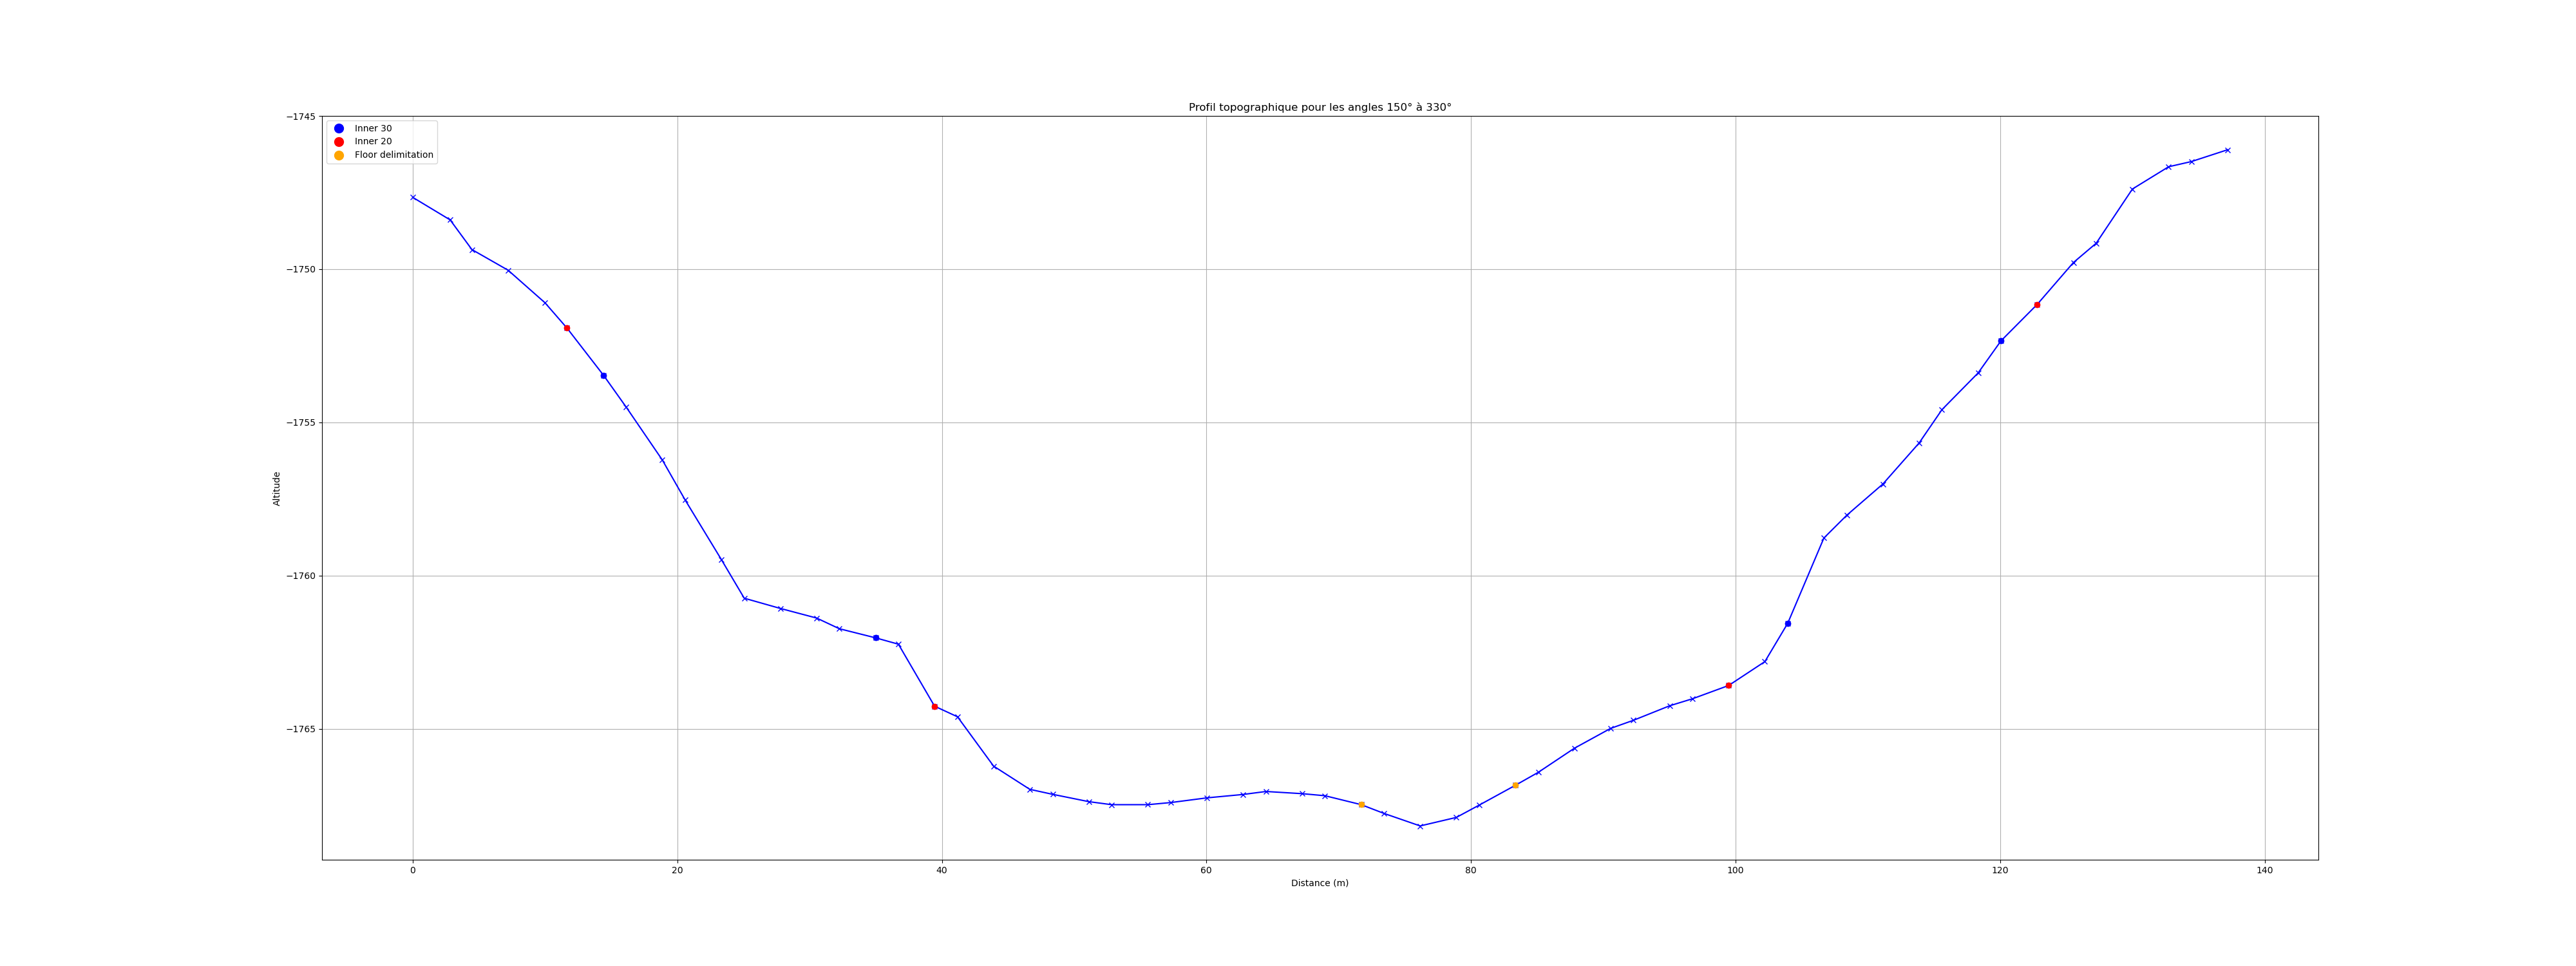 Profil topographique pour les angles 150° à 330°
Inner 30
Inner 20
Floor delimitation
Altitude
−1745
−1750
−1755
−1760
−1765
0 20 40 60 80 100 120 140
Distance (m)